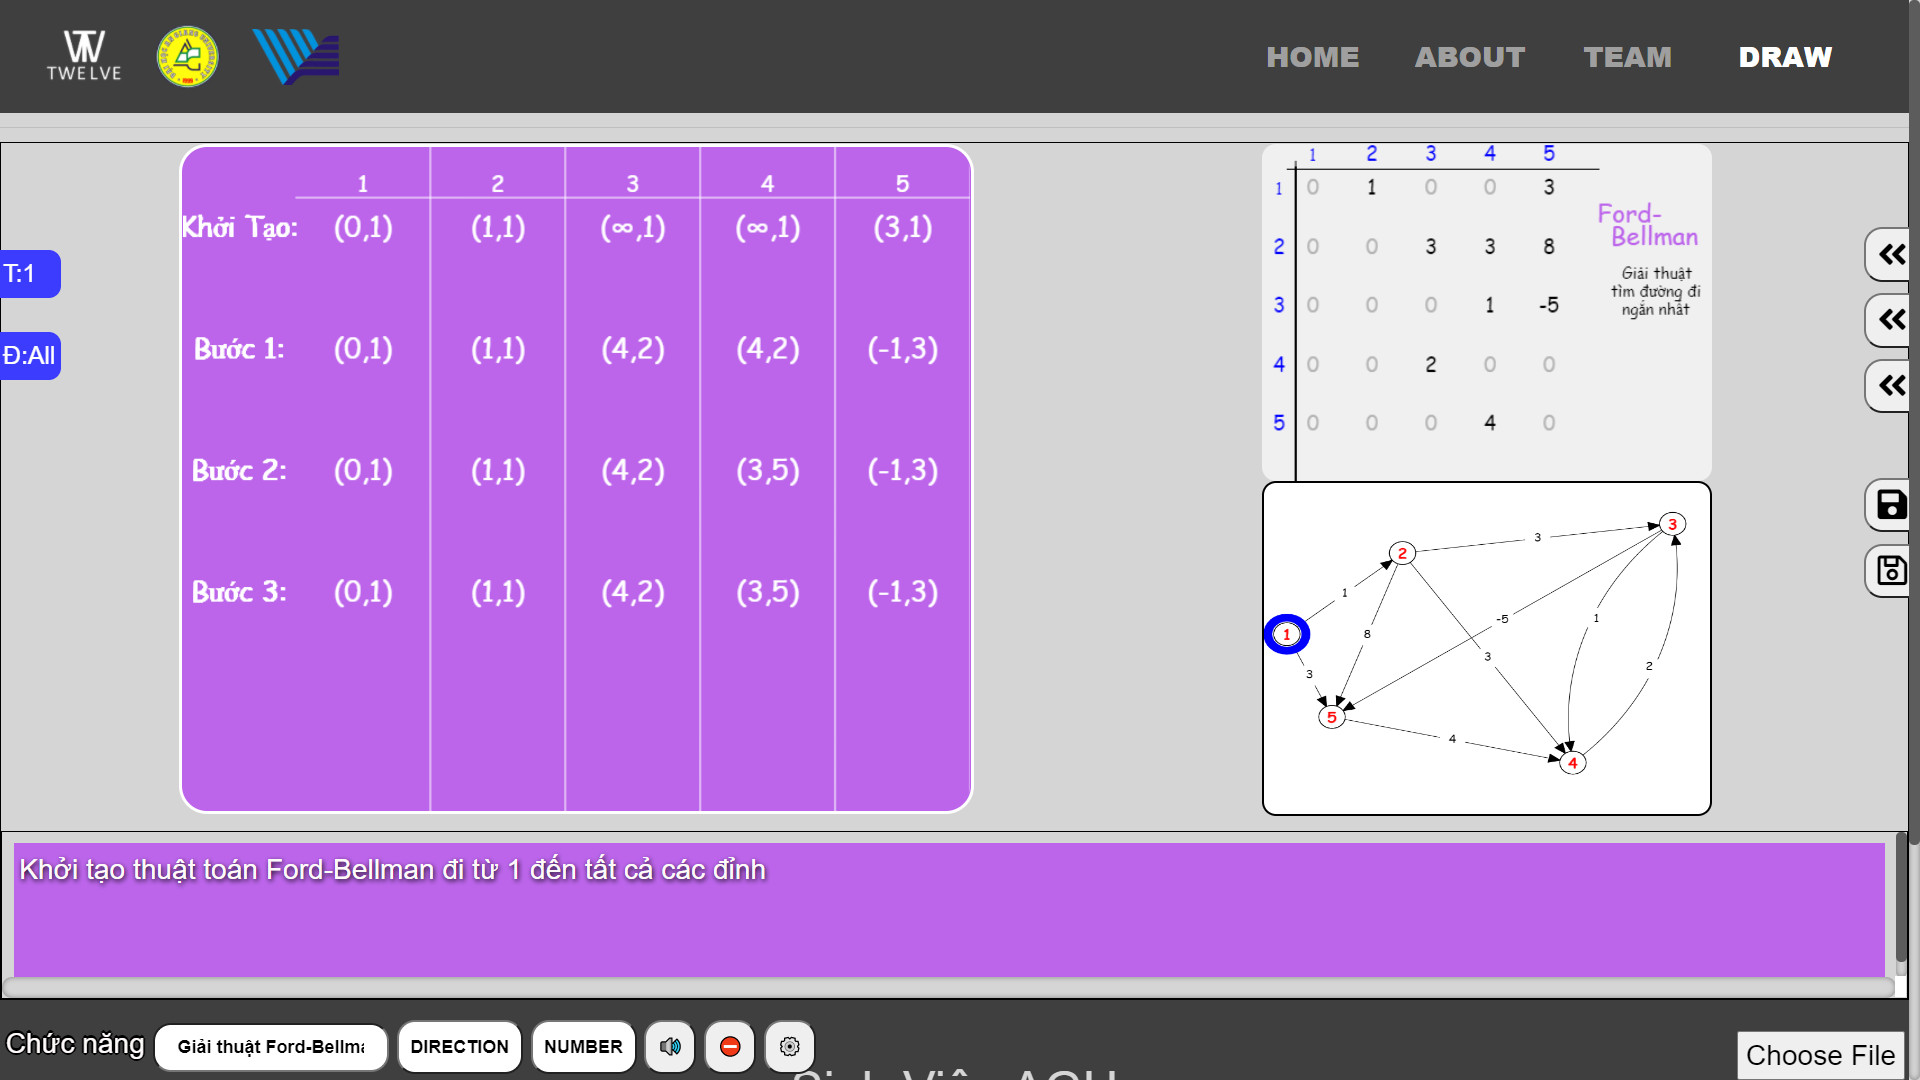 TWELVE
HOME ABOUT TEAM DRAW
T:1
Đ:All
1 2 3 4 5
Khởi Tạo: (0,1) (1,1) (∞,1) (∞,1) (3,1)
Bước 1: (0,1) (1,1) (4,2) (4,2) (-1,3)
Bước 2: (0,1) (1,1) (4,2) (3,5) (-1,3)
Bước 3: (0,1) (1,1) (4,2) (3,5) (-1,3)
1 2 3 4 5
1 0 1 0 0 3
2 0 0 3 3 8
3 0 0 0 1 -5
4 0 0 2 0 0
5 0 0 0 4 0
Ford-
Bellman
Giải thuật
tìm đường đi
ngắn nhất
3
3
2
1
-5
1
8
1
3
2
3
5
4
4
Khởi tạo thuật toán Ford-Bellman đi từ 1 đến tất cả các đỉnh
Chức năng
Giải thuật Ford-Bellma
DIRECTION
NUMBER
Choose File